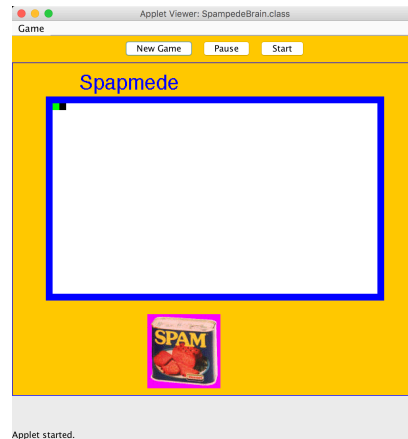 Applet Viewer: SpampedeBrain.class
Game
New Game Pause Start
Spapmede
SPAM
Applet started.